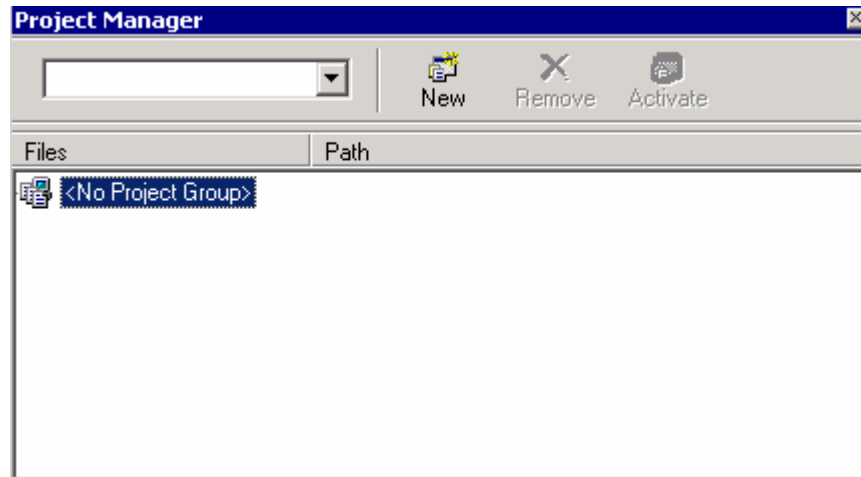 Project Manager
New Remove Activate
Files Path
<No Project Group>